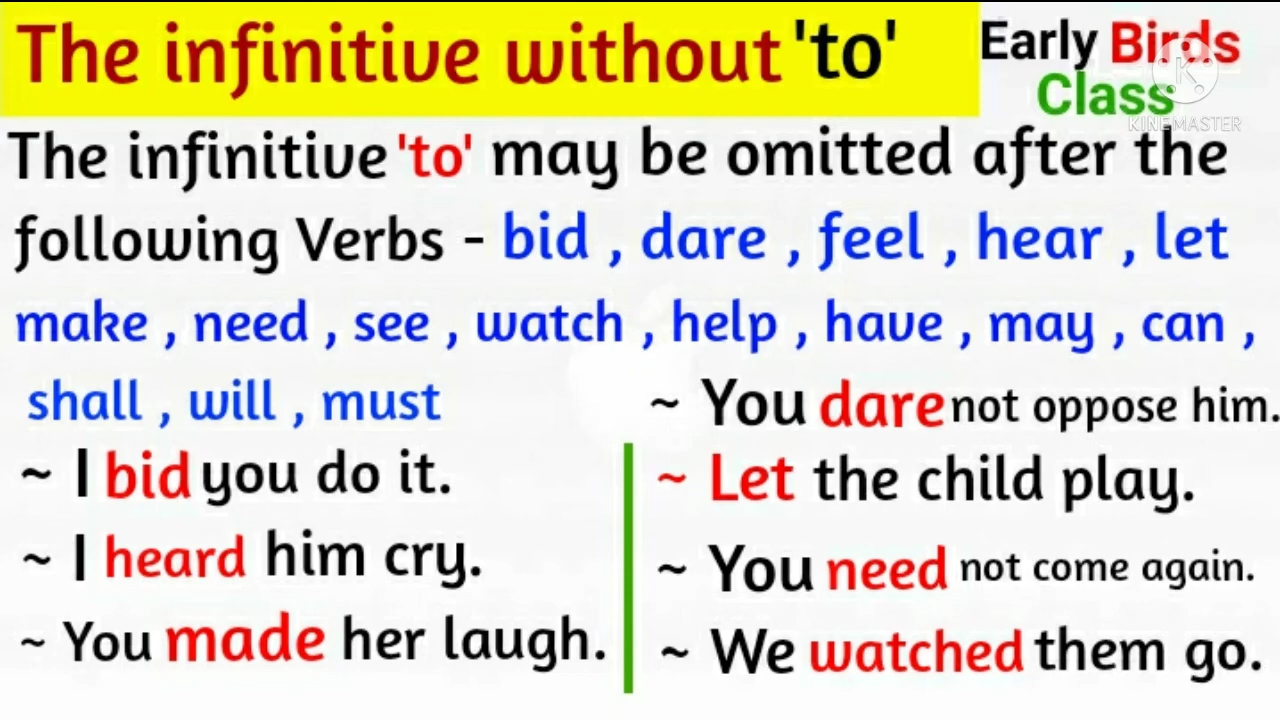 The infinitive without 'to'
Early Birds
Class
KINEMASTER
The infinitive 'to' may be omitted after the
following Verbs - bid , dare , feel , hear , let
make , need , see , watch , help , have , may , can ,
shall , will , must
~ I bid you do it.
~ I heard him cry.
~ You made her laugh.
~ You dare not oppose him.
~ Let the child play.
~ You need not come again.
~ We watched them go.